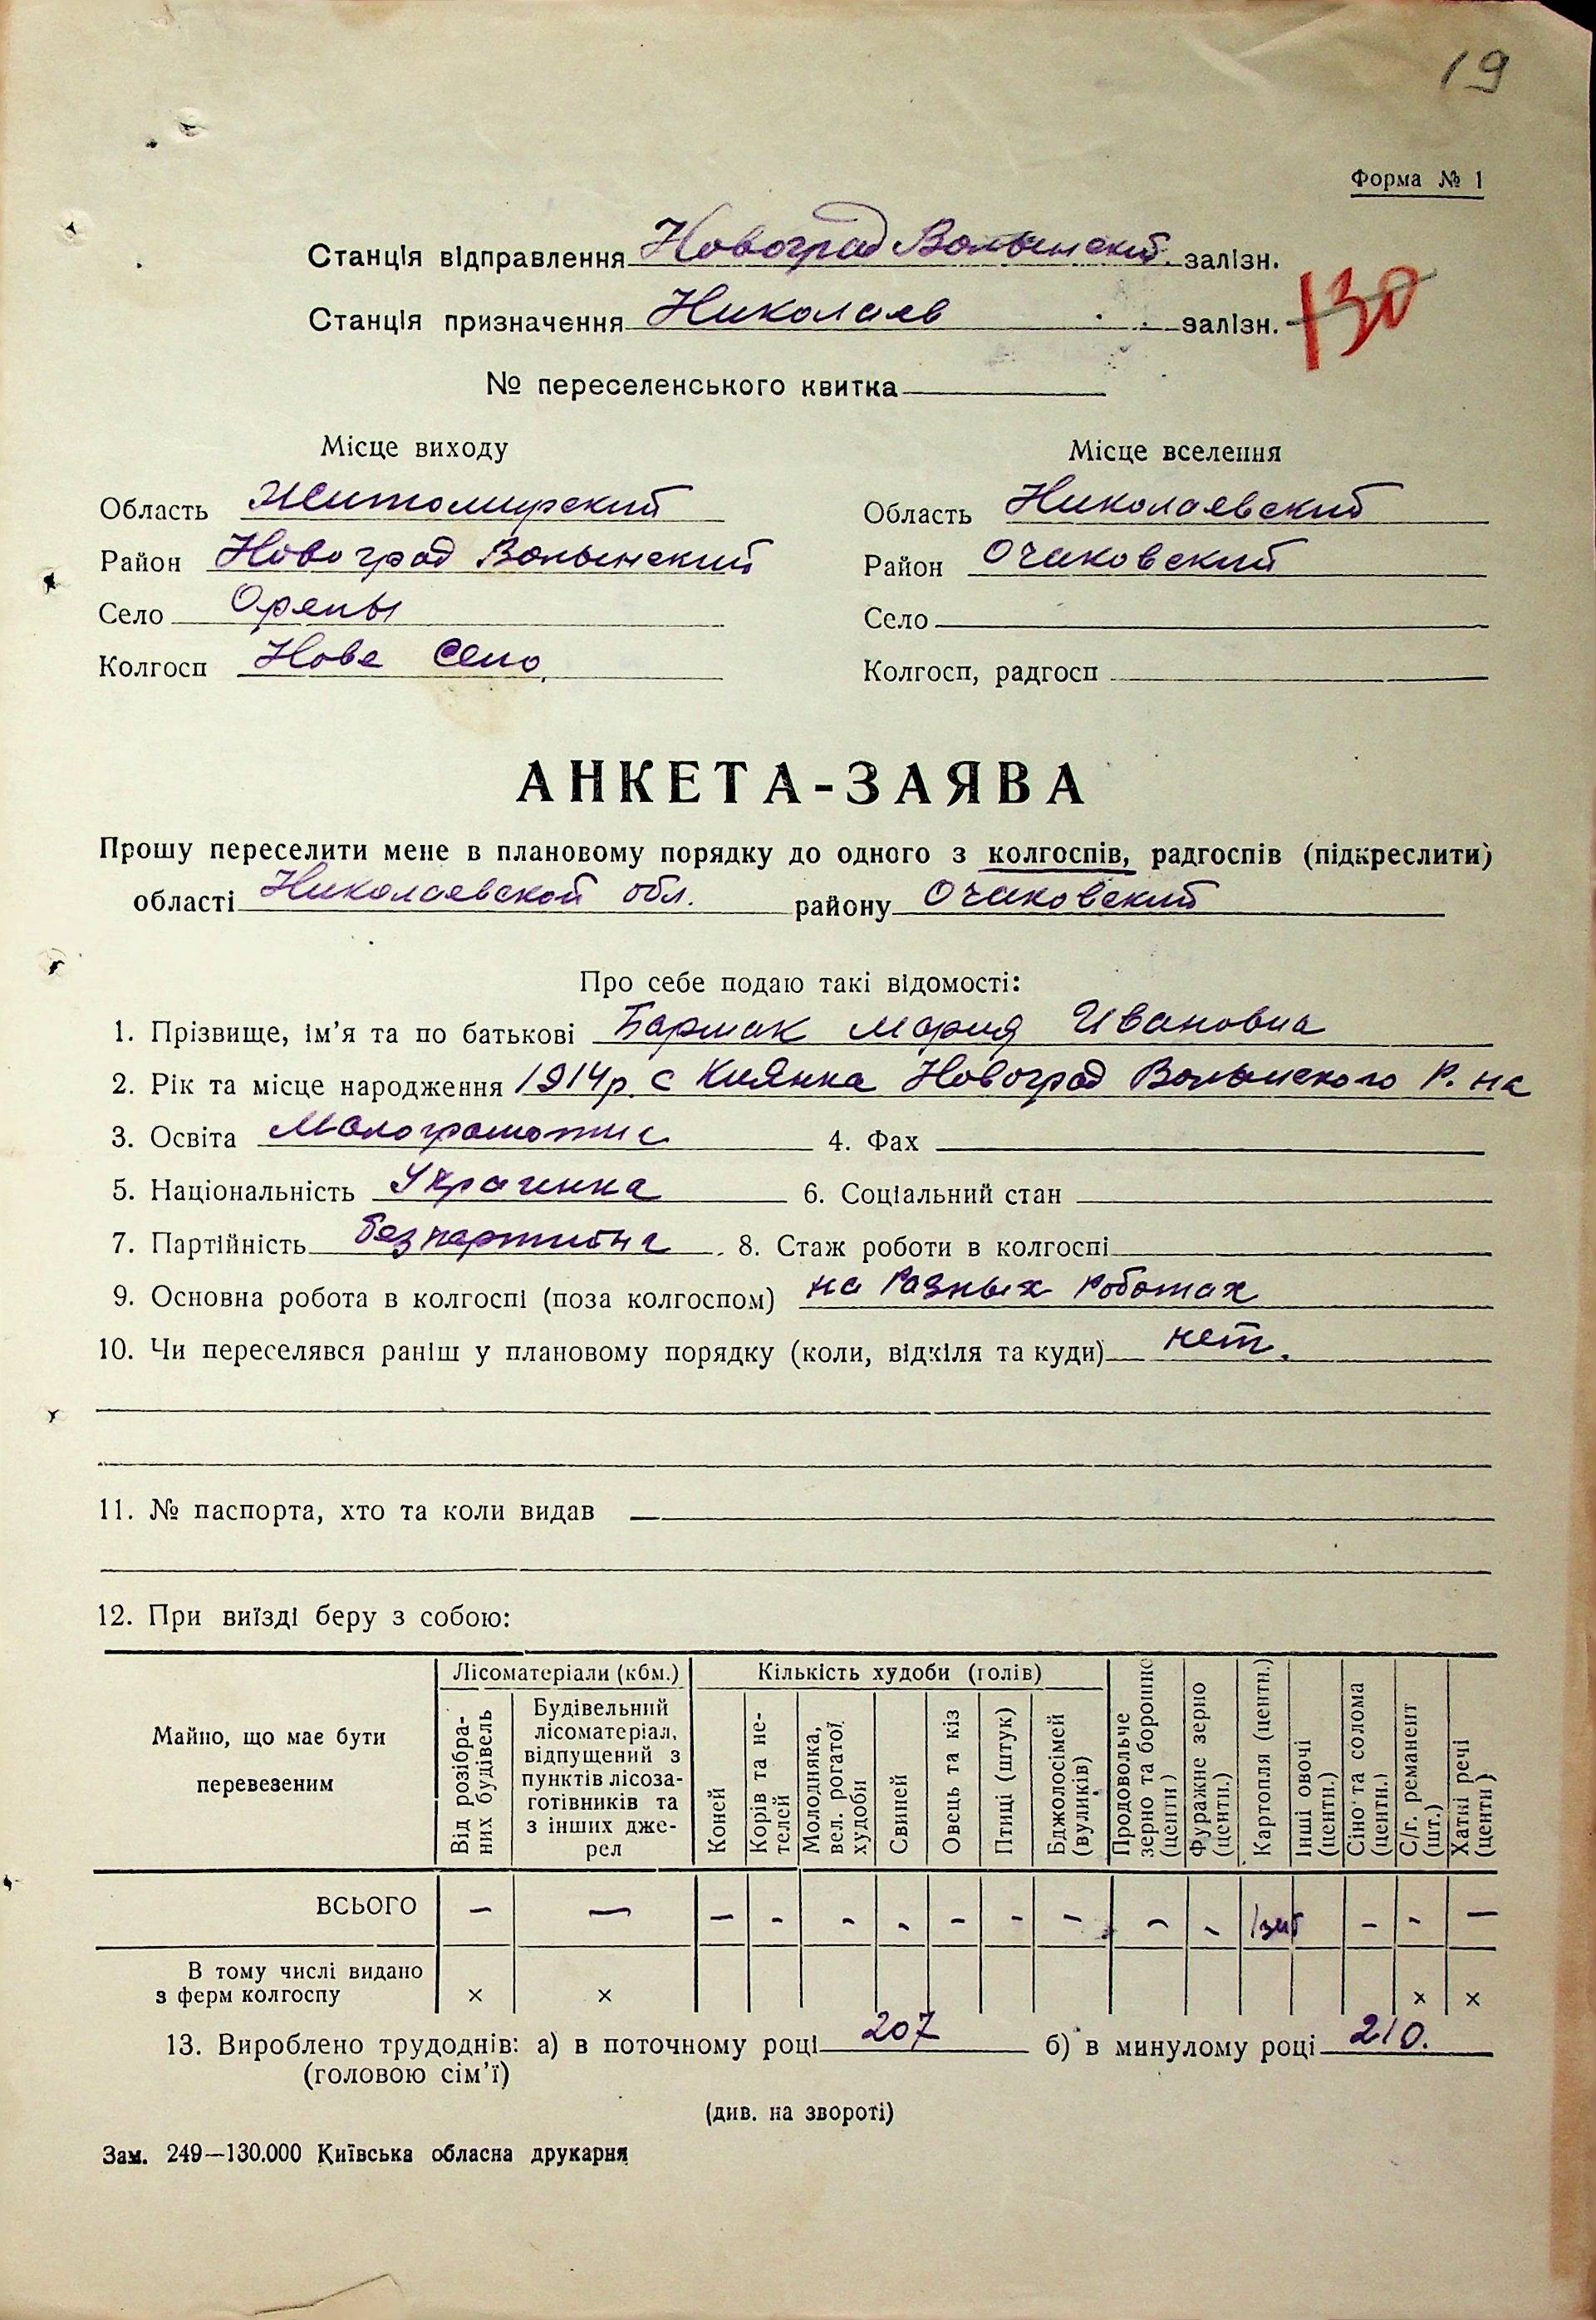 19
Форма № 1
Станція відправлення Новоград Волынский залізн.
Станція призначення Николаев залізн.
130
№ переселенського квитка
Місце виходу Місце вселення
Область Житомирский Область Николаевский
Район Новоград Волынский Район Очаковский
Село Орепы Село
Колгосп Нове Село Колгосп, радгосп
АНКЕТА-ЗАЯВА
Прошу переселити мене в плановому порядку до одного з колгоспів, радгоспів (підкреслити)
області Николаевской обл. району Очаковский
Про себе подаю такі відомості:
1. Прізвище, ім’я та по батькові Мария Ивановна
2. Рік та місце народження 1914р. с Киянка Новоград Волынского р. на
3. Освіта Малограмотна 4. Фах
5. Національність Украинка 6. Соціальний стан
7. Партійність безпартийна 8. Стаж роботи в колгоспі
9. Основна робота в колгоспі (поза колгоспом) на разных роботах
10. Чи переселявся раніш у плановому порядку (коли, відкіля та куди) нет.
11. № паспорта, хто та коли видав
12. При виїзді беру з собою:
Майно, що має бути перевезеним
Лісоматеріали (кбм.)
Від розібраних будівель
Будівельний лісоматеріал, відпущений з пунктів лісозаготівників та з інших джерел
Кількість худоби (голів)
Коней
Корів та нетелей
Молодняка, вел. рогатої худоби
Свиней
Овець та кіз
Птиці (штук)
Бджолосімей (вуликів)
Продовольче зерно та борошно (центн.)
Фуражне зерно (центн.)
Картопля (центн.)
Інші овочі (центн.)
Сіно та солома (центн.)
С/г. реманент (шт.)
Хатні речі (центн.)
ВСЬОГО — — — - - - - - - - - - - —
В тому числі видано
з ферм колгоспу × × × ×
13. Вироблено трудоднів: а) в поточному році 207 б) в минулому році 210.
(головою сім’ї)
(див. на звороті)
Зам. 249—130.000 Київська обласна друкарня